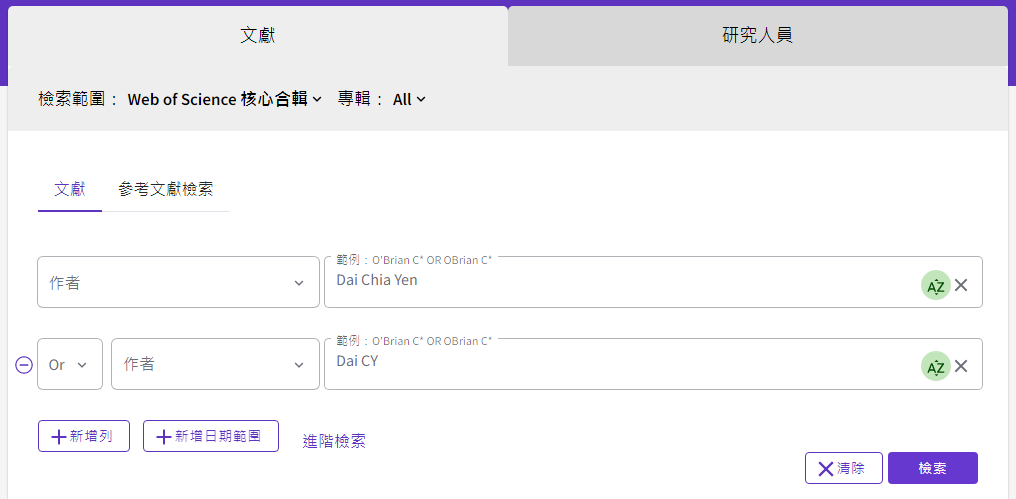 文獻
研究人員
檢索範圍： Web of Science 核心合輯 專輯： All
文獻
參考文獻檢索
作者
範例：O'Brian C* OR OBrian C*
Dai Chia Yen
AZ
Or
作者
範例：O'Brian C* OR OBrian C*
Dai CY
AZ
新增列
新增日期範圍
進階檢索
清除
檢索